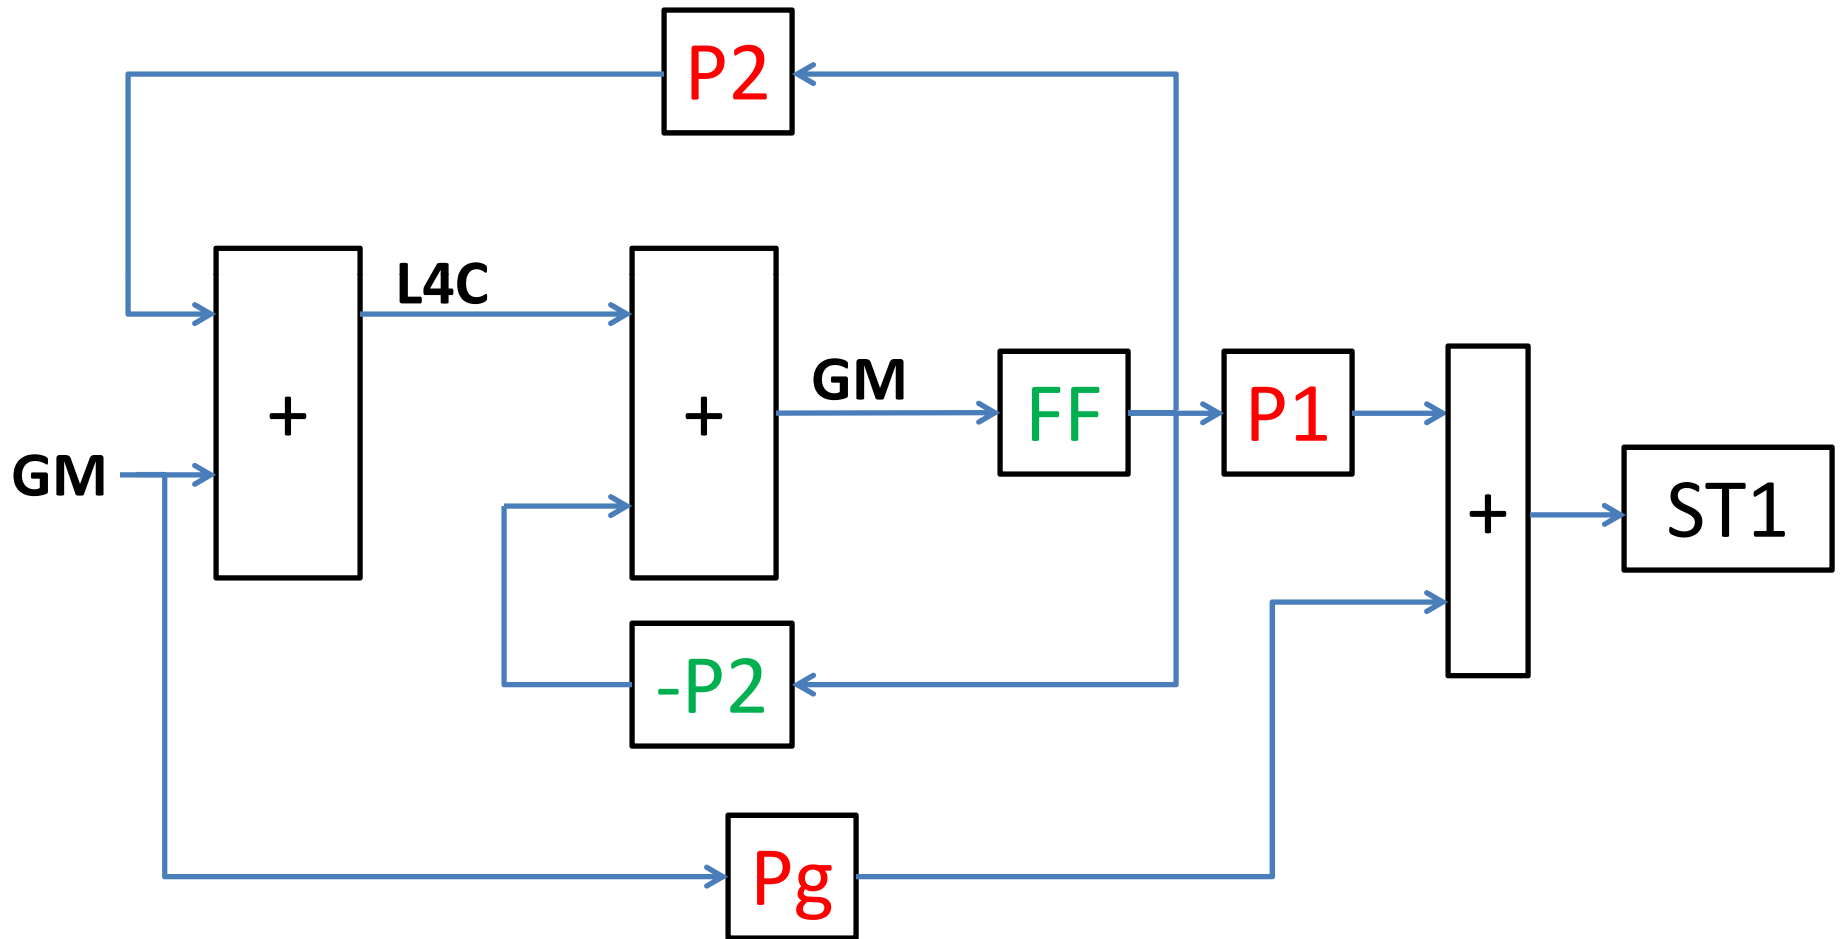 P2
L4C
+
+
GM
FF
P1
GM
+
ST1
-P2
Pg